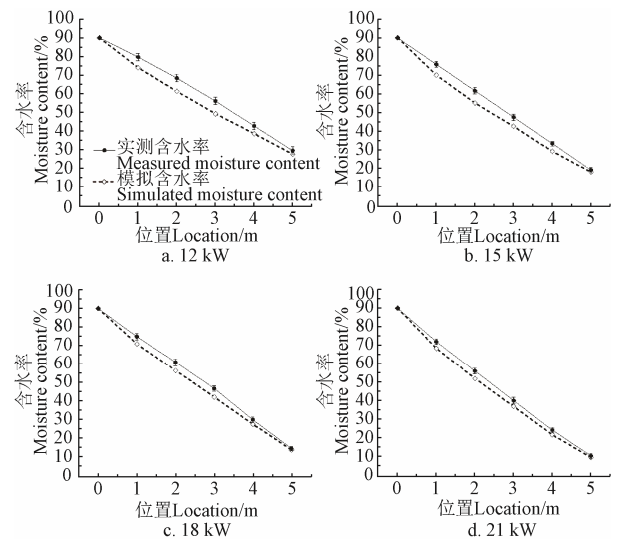 100
90
80
70
60
50
40
30
20
10
0
含水率
Moisture content/%
实测含水率
Measured moisture content
模拟含水率
Simulated moisture content
0 1 2 3 4 5
位置Location/m
a. 12 kW
100
90
80
70
60
50
40
30
20
10
0
含水率
Moisture content/%
0 1 2 3 4 5
位置Location/m
b. 15 kW
100
90
80
70
60
50
40
30
20
10
0
含水率
Moisture content/%
0 1 2 3 4 5
位置Location/m
c. 18 kW
100
90
80
70
60
50
40
30
20
10
0
含水率
Moisture content/%
0 1 2 3 4 5
位置Location/m
d. 21 kW